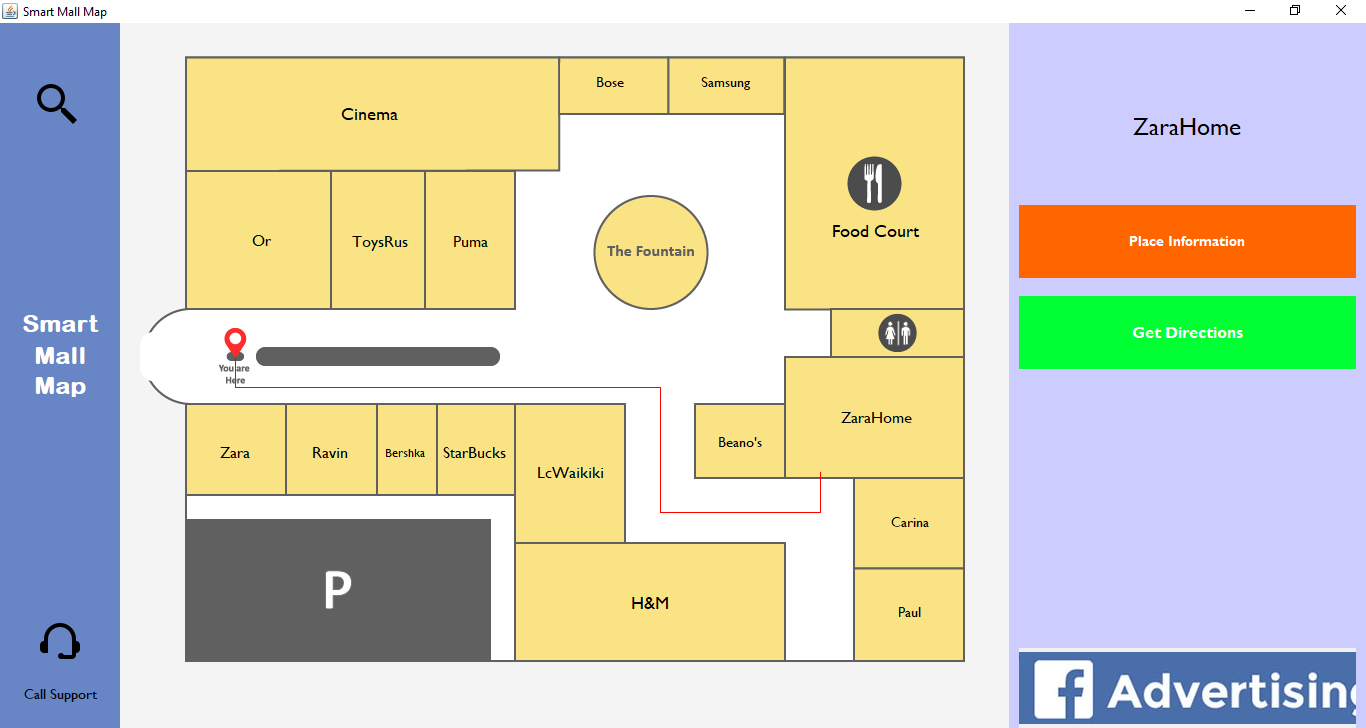 Smart Mall Map
Smart
Mall
Map
Call Support
Cinema
Bose
Samsung
Food Court
Or
ToysRus
Puma
The Fountain
You are
Here
Zara
Ravin
Bershka
StarBucks
LcWaikiki
Beano's
ZaraHome
Carina
Paul
H&M
P
ZaraHome
Place Information
Get Directions
f Advertising